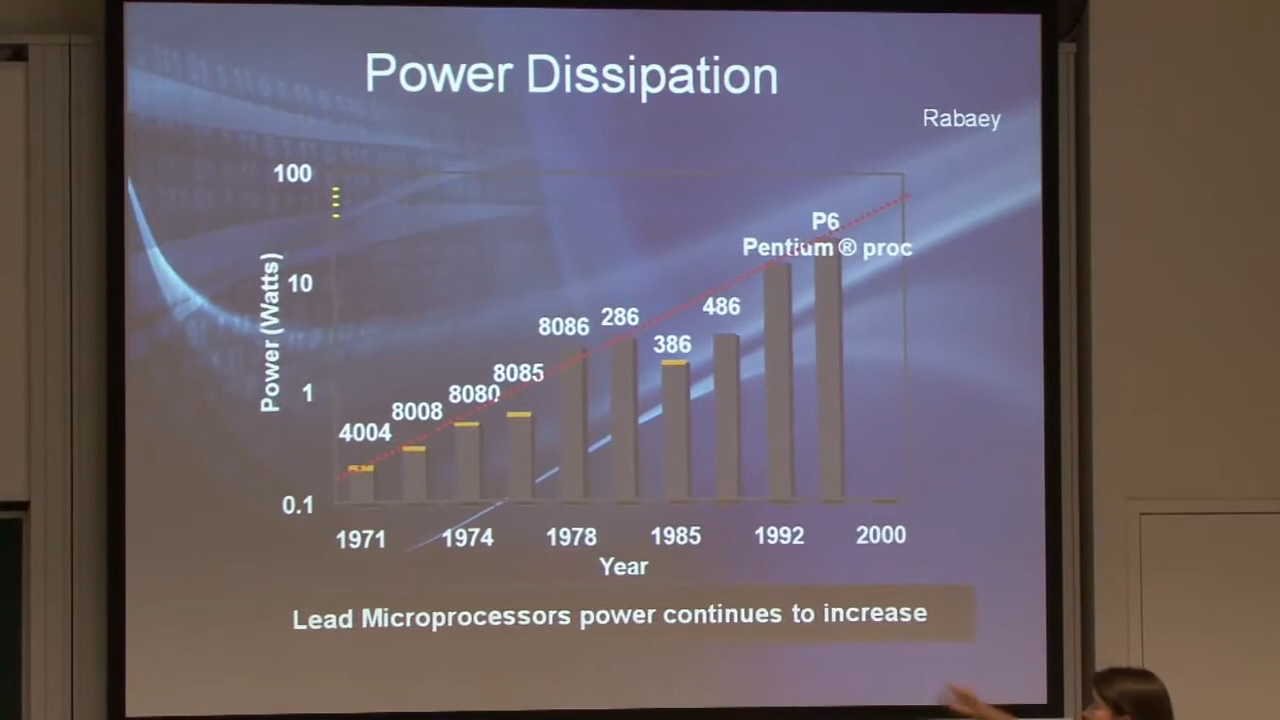 Power Dissipation
Rabaey
100
10
1
0.1
Power (Watts)
4004
8008
8080
8085
8086
286
386
486
P6
Pentium ® proc
1971
1974
1978
1985
1992
2000
Year
Lead Microprocessors power continues to increase